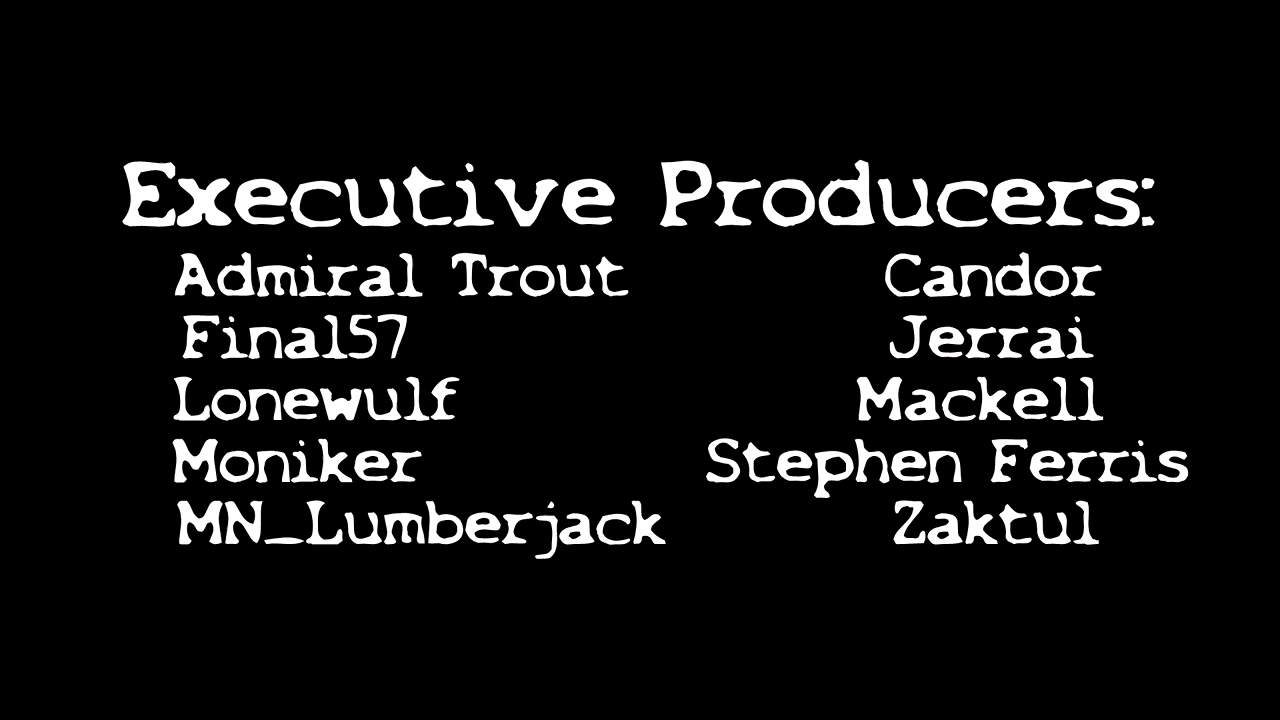 Executive Producers:
Admiral Trout Candor
Final57 Jerrai
Lonewulf Mackell
Moniker Stephen Ferris
MN_Lumberjack Zaktul